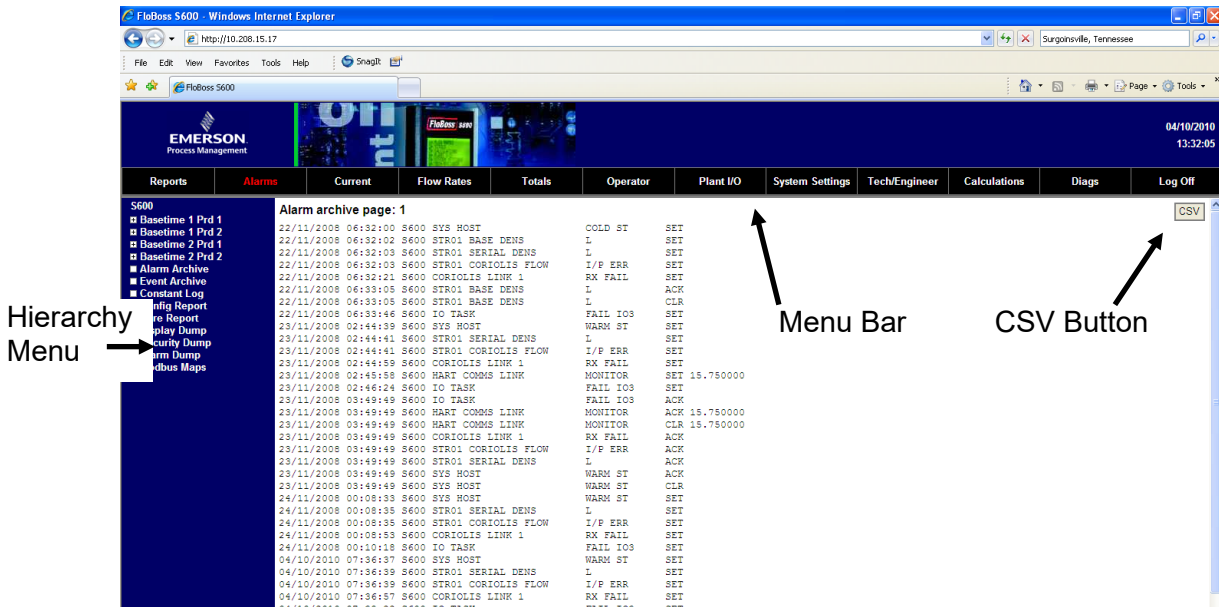 FloBoss S600 - Windows Internet Explorer
http://10.208.15.17
Surgoinsville, Tennessee
File Edit View Favorites Tools Help SnagIt
FloBoss S600
Page Tools
EMERSON
Process Management
FloBoss S600
04/10/2010
13:32:05
Reports Alarms Current Flow Rates Totals Operator Plant I/O System Settings Tech/Engineer Calculations Diags Log Off
S600
Basetime 1 Prd 1
Basetime 1 Prd 2
Basetime 2 Prd 1
Basetime 2 Prd 2
Alarm Archive
Event Archive
Constant Log
nfig Report
re Report
splay Dump
curity Dump
arm Dump
dbus Maps
Hierarchy
Menu
Alarm archive page: 1
CSV
22/11/2008 06:32:00 S600 SYS HOST COLD ST SET
22/11/2008 06:32:02 S600 STR01 BASE DENS L SET
22/11/2008 06:32:03 S600 STR01 SERIAL DENS L SET
22/11/2008 06:32:03 S600 STR01 CORIOLIS FLOW I/P ERR SET
22/11/2008 06:32:21 S600 CORIOLIS LINK 1 RX FAIL SET
22/11/2008 06:33:05 S600 STR01 BASE DENS L ACK
22/11/2008 06:33:05 S600 STR01 BASE DENS L CLR
22/11/2008 06:33:46 S600 IO TASK FAIL IO3 SET
23/11/2008 02:44:39 S600 SYS HOST WARM ST SET
23/11/2008 02:44:41 S600 STR01 SERIAL DENS L SET
23/11/2008 02:44:41 S600 STR01 CORIOLIS FLOW I/P ERR SET
23/11/2008 02:44:59 S600 CORIOLIS LINK 1 RX FAIL SET
23/11/2008 02:45:58 S600 HART COMMS LINK MONITOR SET 15.750000
23/11/2008 02:46:24 S600 IO TASK FAIL IO3 SET
23/11/2008 03:49:49 S600 IO TASK FAIL IO3 ACK
23/11/2008 03:49:49 S600 HART COMMS LINK MONITOR ACK 15.750000
23/11/2008 03:49:49 S600 HART COMMS LINK MONITOR CLR 15.750000
23/11/2008 03:49:49 S600 CORIOLIS LINK 1 RX FAIL ACK
23/11/2008 03:49:49 S600 STR01 CORIOLIS FLOW I/P ERR ACK
23/11/2008 03:49:49 S600 STR01 SERIAL DENS L ACK
23/11/2008 03:49:49 S600 SYS HOST WARM ST ACK
23/11/2008 03:49:49 S600 SYS HOST WARM ST CLR
24/11/2008 00:08:33 S600 SYS HOST WARM ST SET
24/11/2008 00:08:35 S600 STR01 SERIAL DENS L SET
24/11/2008 00:08:35 S600 STR01 CORIOLIS FLOW I/P ERR SET
24/11/2008 00:08:53 S600 CORIOLIS LINK 1 RX FAIL SET
24/11/2008 00:10:18 S600 IO TASK FAIL IO3 SET
04/10/2010 07:36:37 S600 SYS HOST WARM ST SET
04/10/2010 07:36:39 S600 STR01 SERIAL DENS L SET
04/10/2010 07:36:39 S600 STR01 CORIOLIS FLOW I/P ERR SET
04/10/2010 07:36:57 S600 CORIOLIS LINK 1 RX FAIL SET
Menu Bar
CSV Button